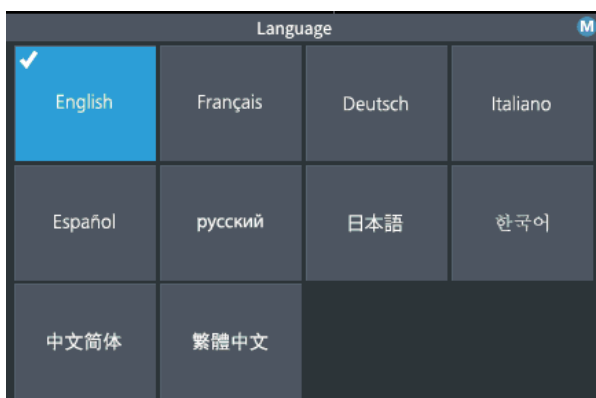 Language
M
English
Français
Deutsch
Italiano
Español
русский
日本語
한국어
中文简体
繁體中文